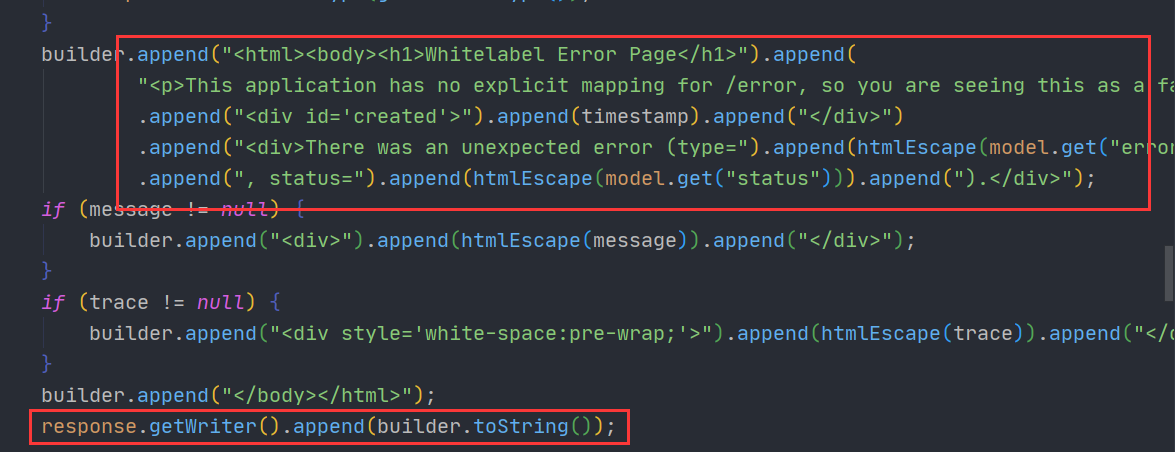 }
builder.append("<html><body><h1>Whitelabel Error Page</h1>").append(
"<p>This application has no explicit mapping for /error, so you are seeing this as a fa
.append("<div id='created'>").append(timestamp).append("</div>")
.append("<div>There was an unexpected error (type=").append(htmlEscape(model.get("error
.append(", status=").append(htmlEscape(model.get("status"))).append(").</div>");
if (message != null) {
builder.append("<div>").append(htmlEscape(message)).append("</div>");
}
if (trace != null) {
builder.append("<div style='white-space:pre-wrap;'>").append(htmlEscape(trace)).append("</
}
builder.append("</body></html>");
response.getWriter().append(builder.toString());